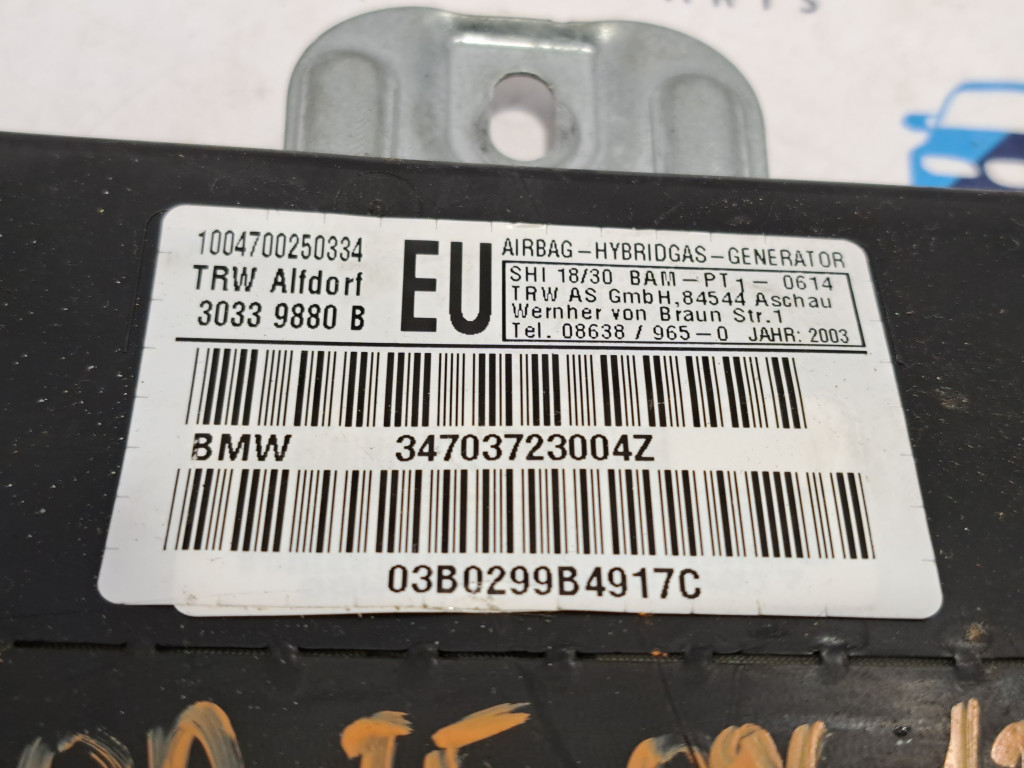 1004700250334
TRW Alfdorf
3033 9880 B
EU
AIRBAG-HYBRIDGAS-GENERATOR
SHI 18/30 BAM-PT1-0614
TRW AS GmbH,84544 Aschau
Wernher von Braun Str.1
Tel. 08638 / 965-0 JAHR: 2003
BMW 34703723004Z
03B0299B4917C